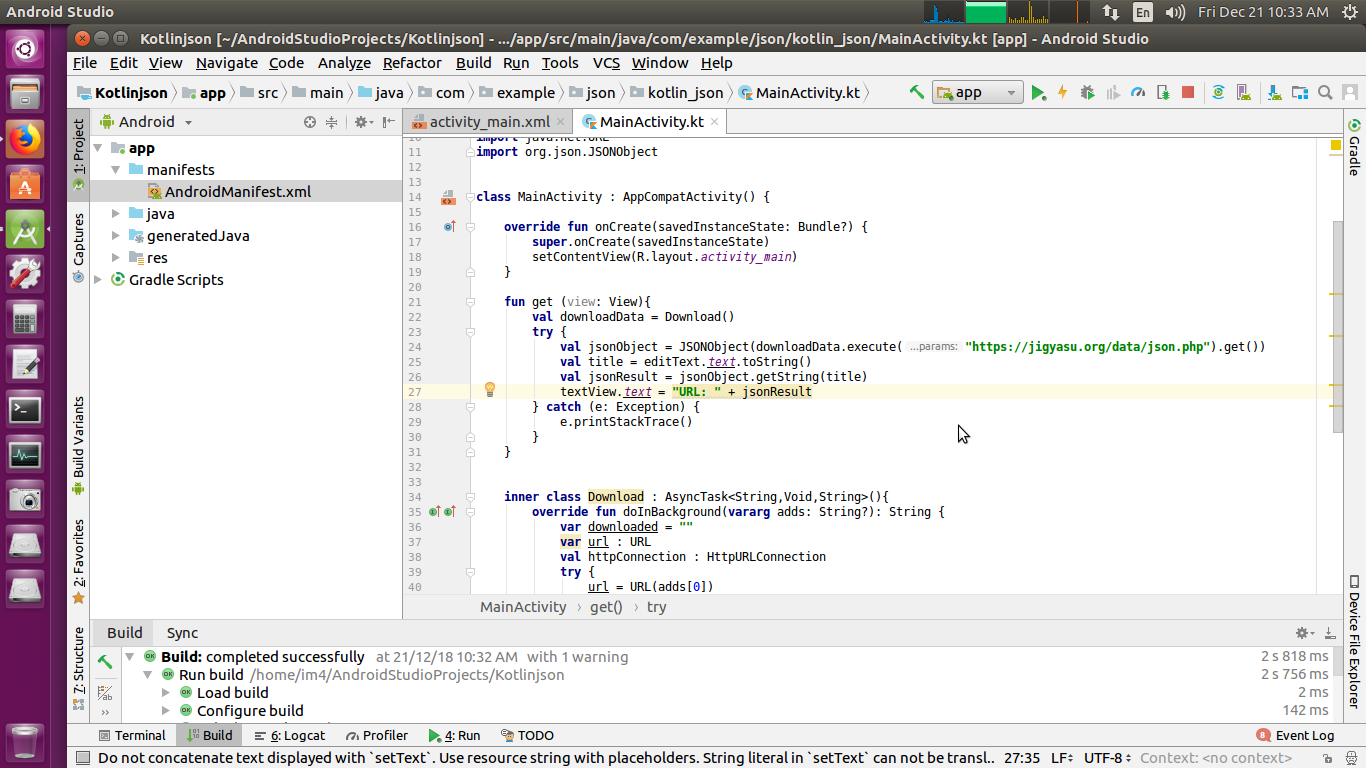 Android Studio
En
Fri Dec 21 10:33 AM
Kotlinjson [~/AndroidStudioProjects/Kotlinjson] - .../app/src/main/java/com/example/json/kotlin_json/MainActivity.kt [app] - Android Studio
File Edit View Navigate Code Analyze Refactor Build Run Tools VCS Window Help
Kotlinjson app src main java com example json kotlin_json MainActivity.kt
app
Android
activity_main.xml
MainActivity.kt
1: Project
Captures
Build Variants
2: Favorites
7: Structure
app
manifests
AndroidManifest.xml
java
generatedJava
res
Gradle Scripts
10 import java.net.URL
11 import org.json.JSONObject
12
13
14 class MainActivity : AppCompatActivity() {
15
16 override fun onCreate(savedInstanceState: Bundle?) {
17 super.onCreate(savedInstanceState)
18 setContentView(R.layout.activity_main)
19 }
20
21 fun get (view: View){
22 val downloadData = Download()
23 try {
24 val jsonObject = JSONObject(downloadData.execute( ...params: "https://jigyasu.org/data/json.php").get())
25 val title = editText.text.toString()
26 val jsonResult = jsonObject.getString(title)
27 textView.text = "URL: " + jsonResult
28 } catch (e: Exception) {
29 e.printStackTrace()
30 }
31 }
32
33
34 inner class Download : AsyncTask<String,Void,String>(){
35 override fun doInBackground(vararg adds: String?): String {
36 var downloaded = ""
37 var url : URL
38 val httpConnection : HttpURLConnection
39 try {
40 url = URL(adds[0])
MainActivity › get() › try
Gradle
Device File Explorer
Build Sync
Build: completed successfully at 21/12/18 10:32 AM with 1 warning 2 s 818 ms
Run build /home/im4/AndroidStudioProjects/Kotlinjson 2 s 756 ms
Load build 2 ms
Configure build 142 ms
Terminal Build 6: Logcat Profiler 4: Run TODO 8 Event Log
Do not concatenate text displayed with `setText`. Use resource string with placeholders. String literal in `setText` can not be transl.. 27:35 LF÷ UTF-8÷ Context: <no context>